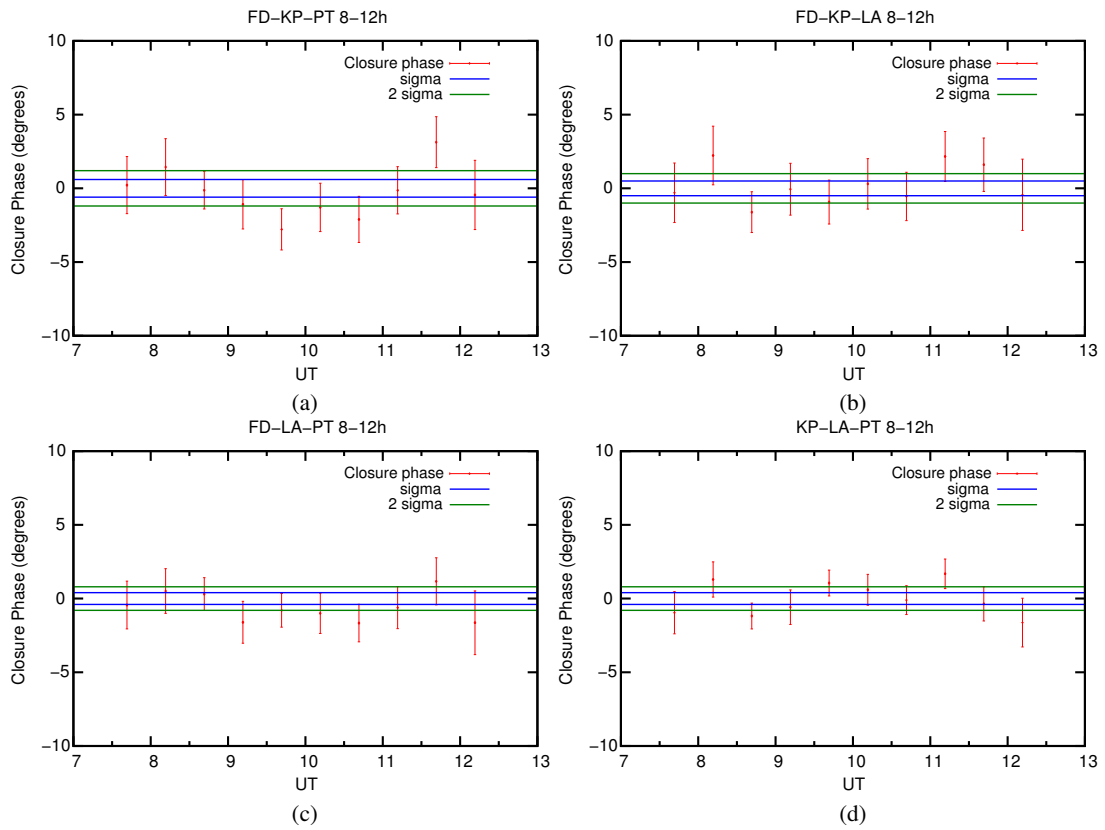 FD−KP−PT 8−12h
10
5
0
−5
−10
Closure Phase (degrees)
Closure phase
sigma
2 sigma
7 8 9 10 11 12 13
UT
(a)
FD−KP−LA 8−12h
10
5
0
−5
−10
Closure Phase (degrees)
Closure phase
sigma
2 sigma
7 8 9 10 11 12 13
UT
(b)
FD−LA−PT 8−12h
10
5
0
−5
−10
Closure Phase (degrees)
Closure phase
sigma
2 sigma
7 8 9 10 11 12 13
UT
(c)
KP−LA−PT 8−12h
10
5
0
−5
−10
Closure Phase (degrees)
Closure phase
sigma
2 sigma
7 8 9 10 11 12 13
UT
(d)